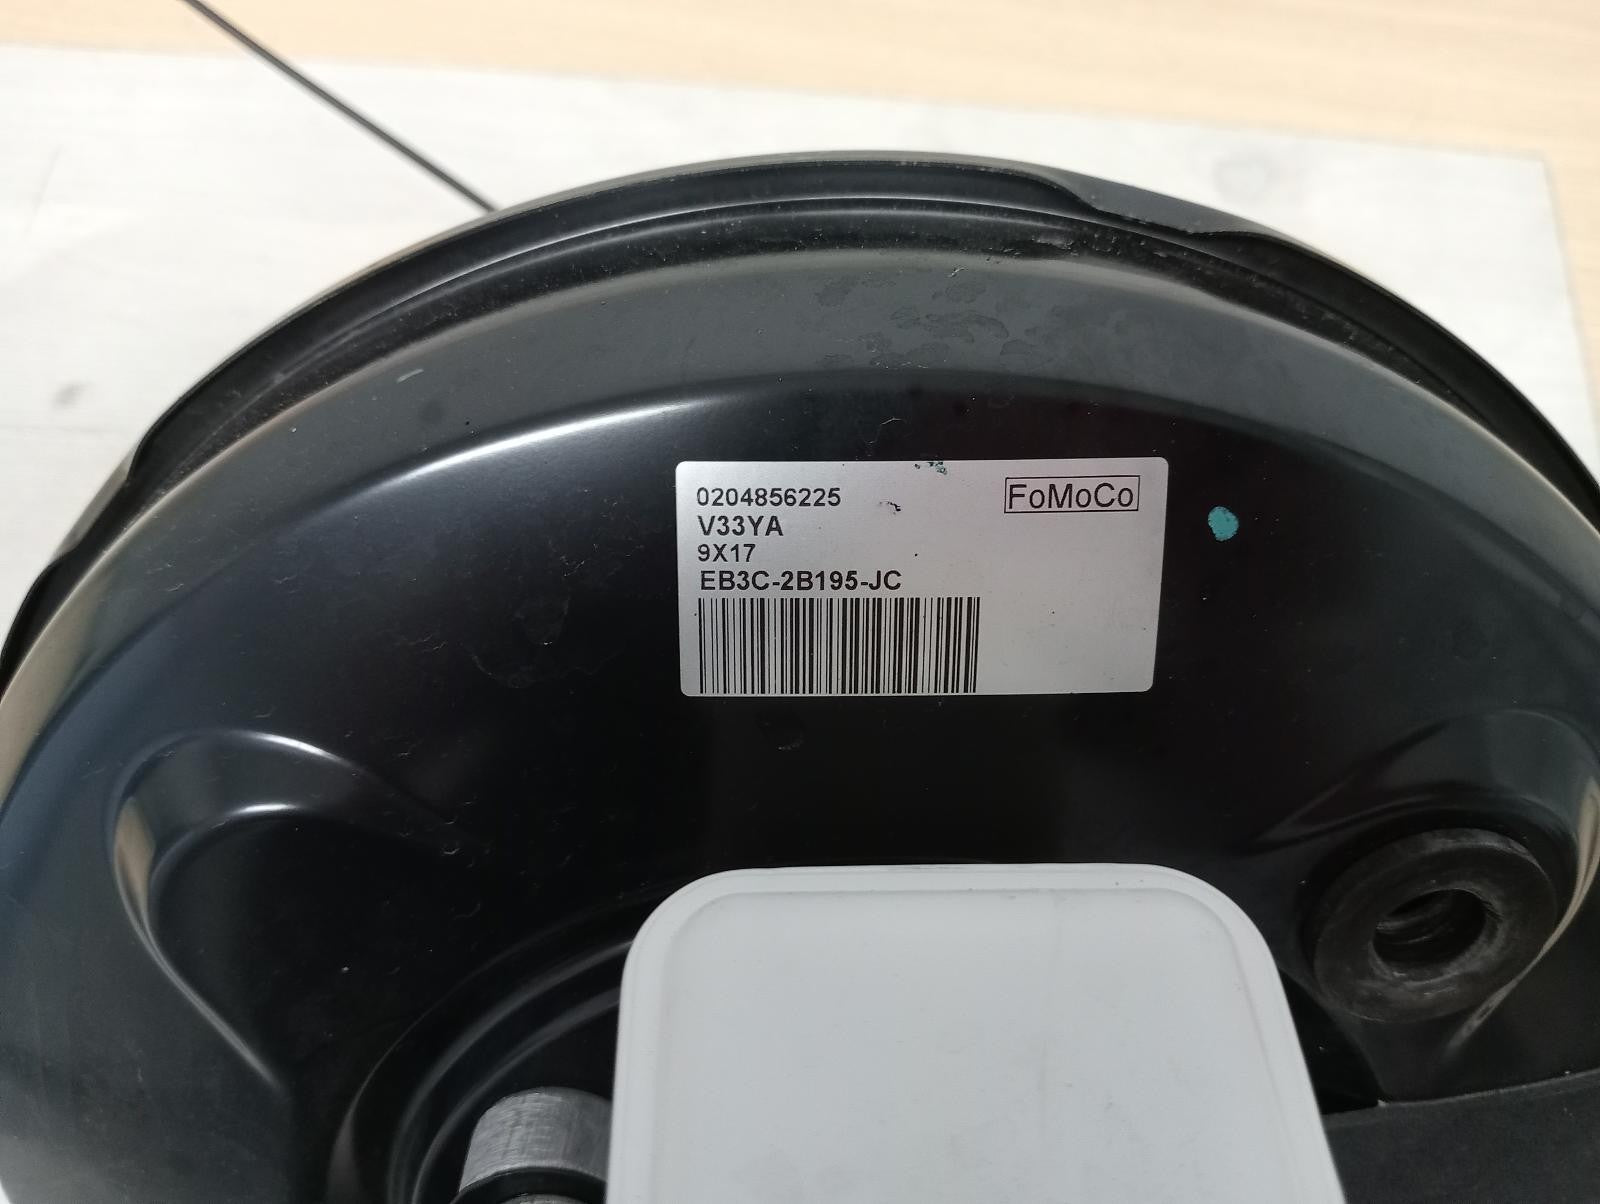 0204856225
FoMoCo
V33YA
9X17
EB3C-2B195-JC